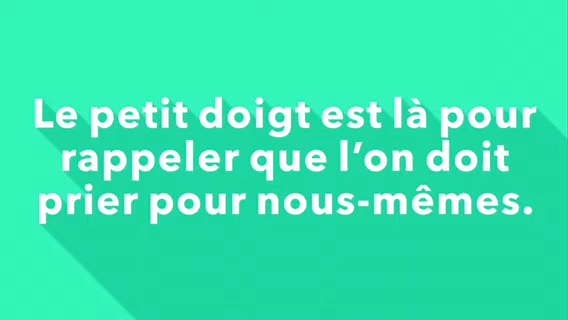 Le petit doigt est là pour
rappeler que l’on doit
prier pour nous-mêmes.